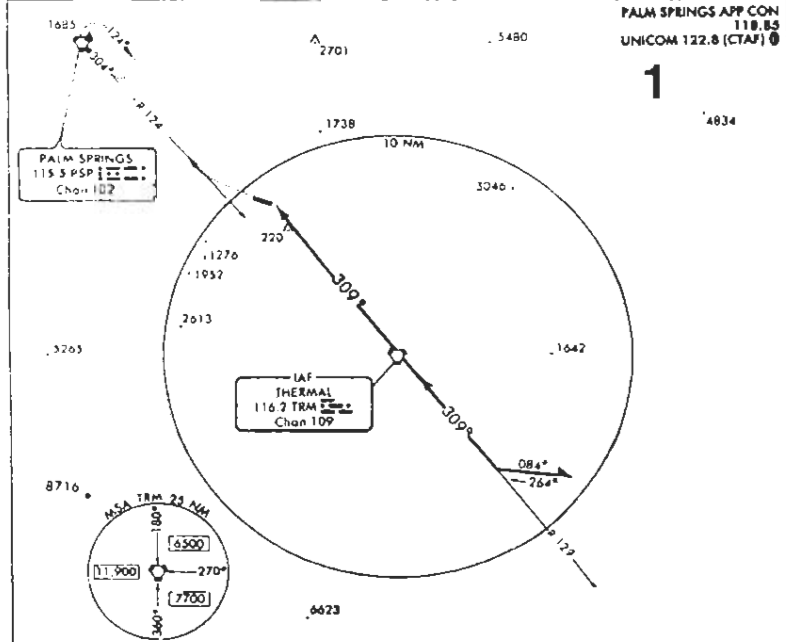 PALM SPRINGS APP CON
118.85
UNICOM 122.8 (CTAF)
1
1685
124°
304°
R 124
2701
5480
4834
1738
10 NM
PALM SPRINGS
115.5 PSP
Chan 102
3046
220
1276
1952
309°
2613
5265
1642
IAF
THERMAL
116.2 TRM
Chan 109
309°
084°
264°
R 129
8716
MSA TRM 25 NM
180°
6500
11,900
270°
7700
360°
6623